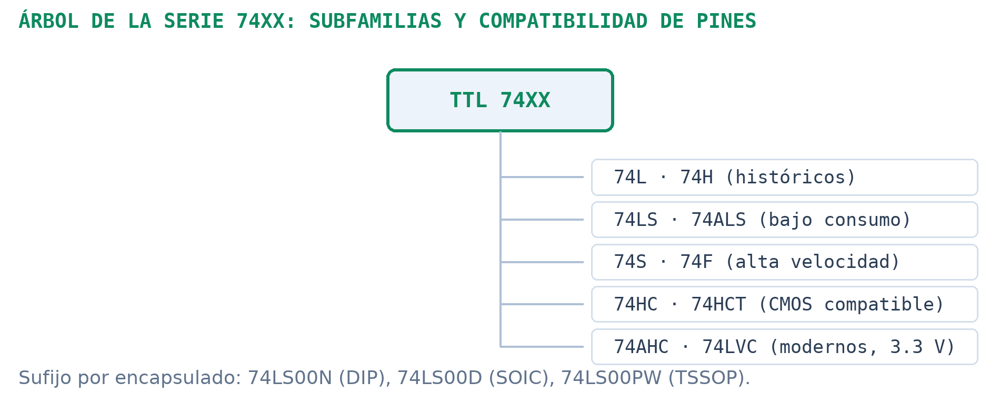 ÁRBOL DE LA SERIE 74XX: SUBFAMILIAS Y COMPATIBILIDAD DE PINES
TTL 74XX
74L · 74H (históricos)
74LS · 74ALS (bajo consumo)
74S · 74F (alta velocidad)
74HC · 74HCT (CMOS compatible)
74AHC · 74LVC (modernos, 3.3 V)
Sufijo por encapsulado: 74LS00N (DIP), 74LS00D (SOIC), 74LS00PW (TSSOP).